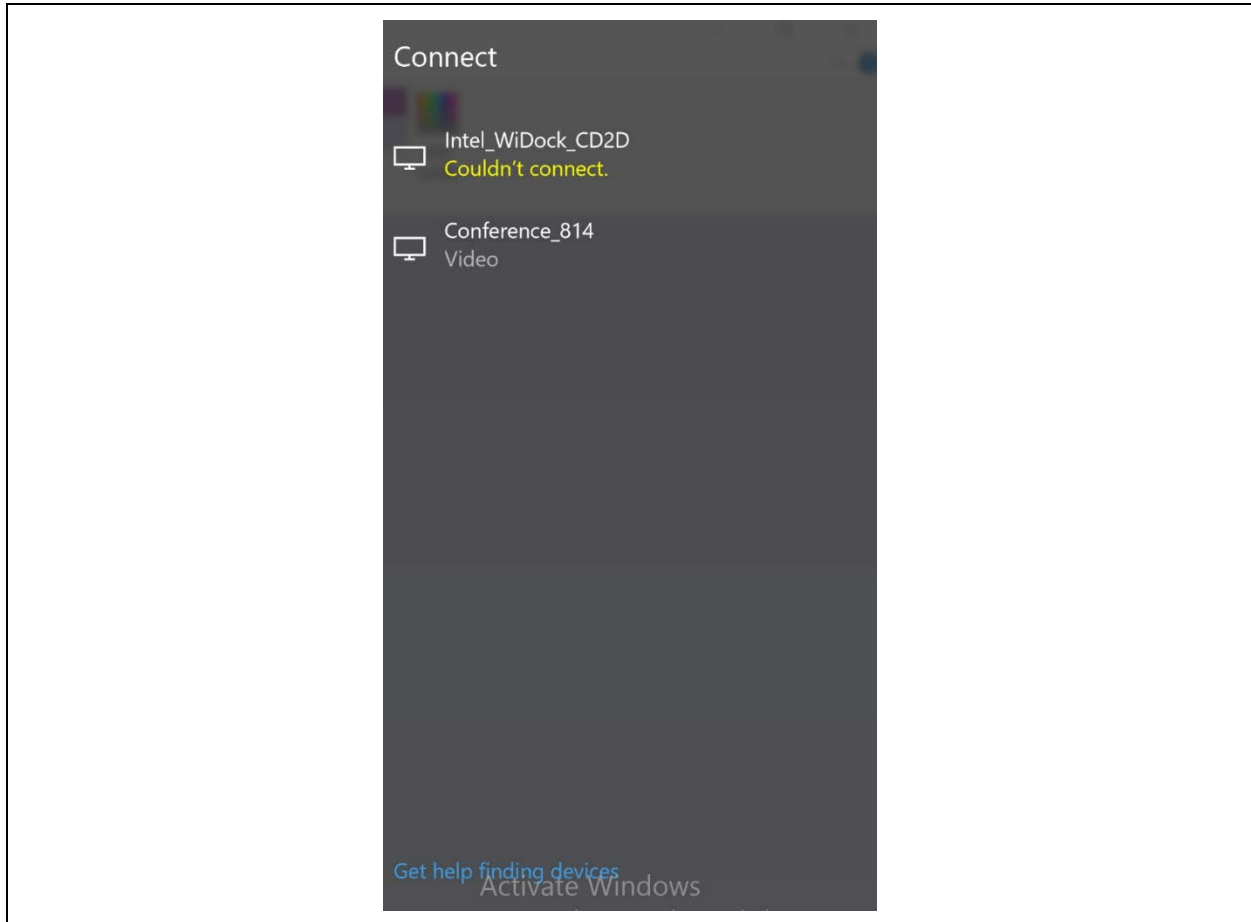 Connect
Intel_WiDock_CD2D
Couldn't connect.
Conference_814
Video
Get help finding devices
Activate Windows